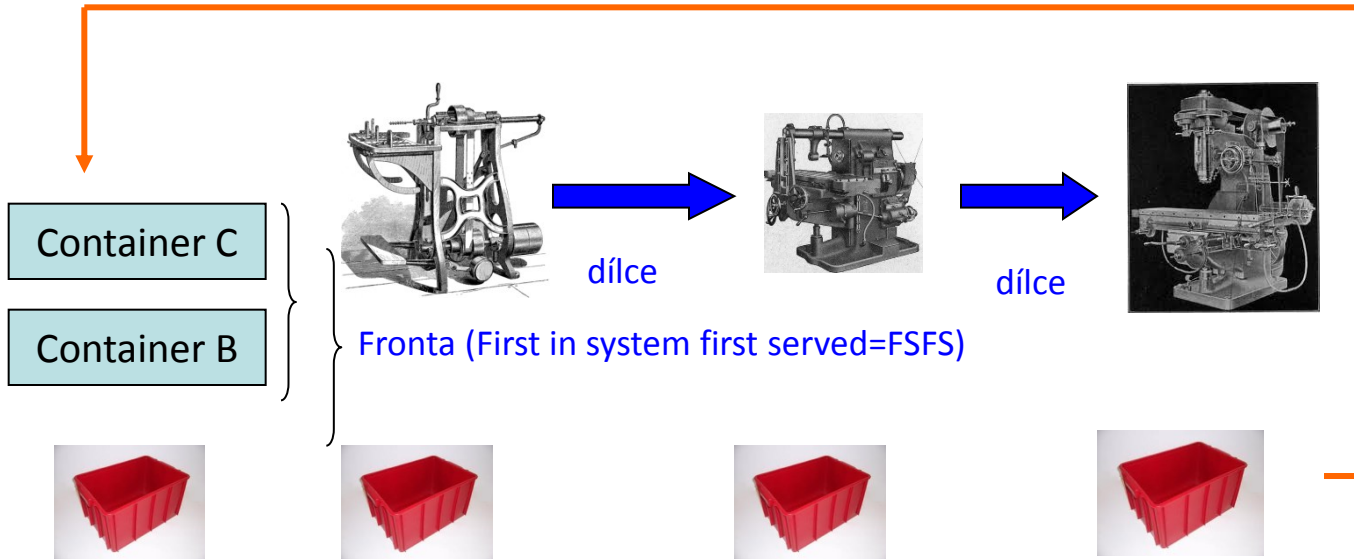 Container C
dílce
dílce
Container B
Fronta (First in system first served=FSFS)